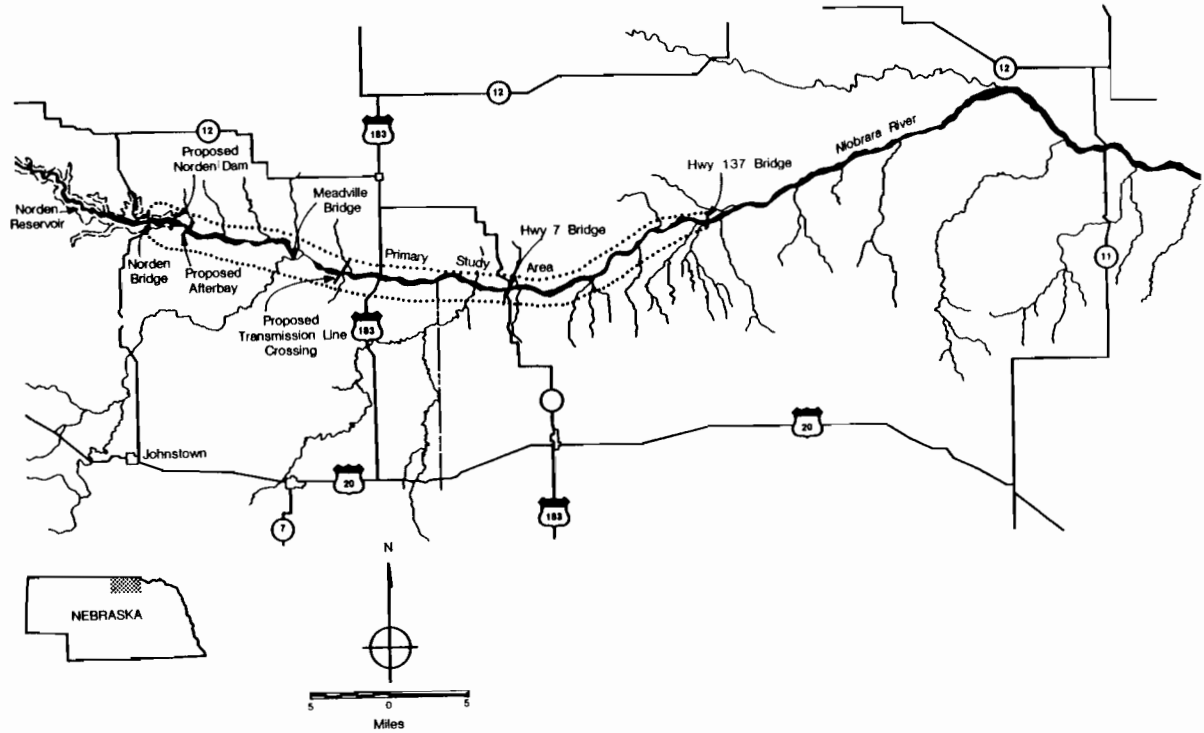 12
12
183
12
Proposed
Norden Dam
Niobrara River
Hwy 137 Bridge
Meadville
Bridge
Norden
Reservoir
Hwy 7 Bridge
Primary Study Area
Norden
Bridge
Proposed
Afterbay
11
Proposed
Transmission Line
Crossing
183
Johnstown
20
20
7
183
N
NEBRASKA
5 0 5
Miles